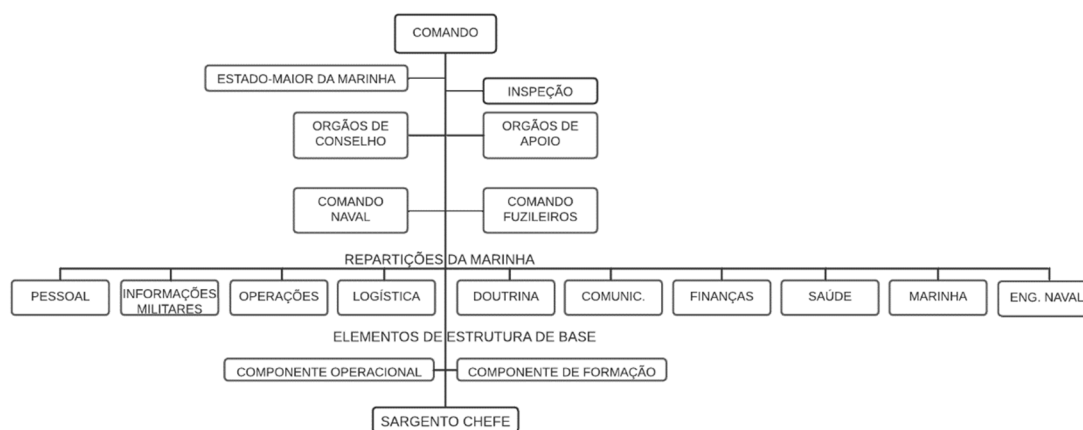 COMANDO
ESTADO-MAIOR DA MARINHA
INSPEÇÃO
ORGÃOS DE
CONSELHO
ORGÃOS DE
APOIO
COMANDO
NAVAL
COMANDO
FUZILEIROS
REPARTIÇÕES DA MARINHA
PESSOAL
INFORMAÇÕES
MILITARES
OPERAÇÕES
LOGÍSTICA
DOUTRINA
COMUNIC.
FINANÇAS
SAÚDE
MARINHA
ENG. NAVAL
ELEMENTOS DE ESTRUTURA DE BASE
COMPONENTE OPERACIONAL
COMPONENTE DE FORMAÇÃO
SARGENTO CHEFE